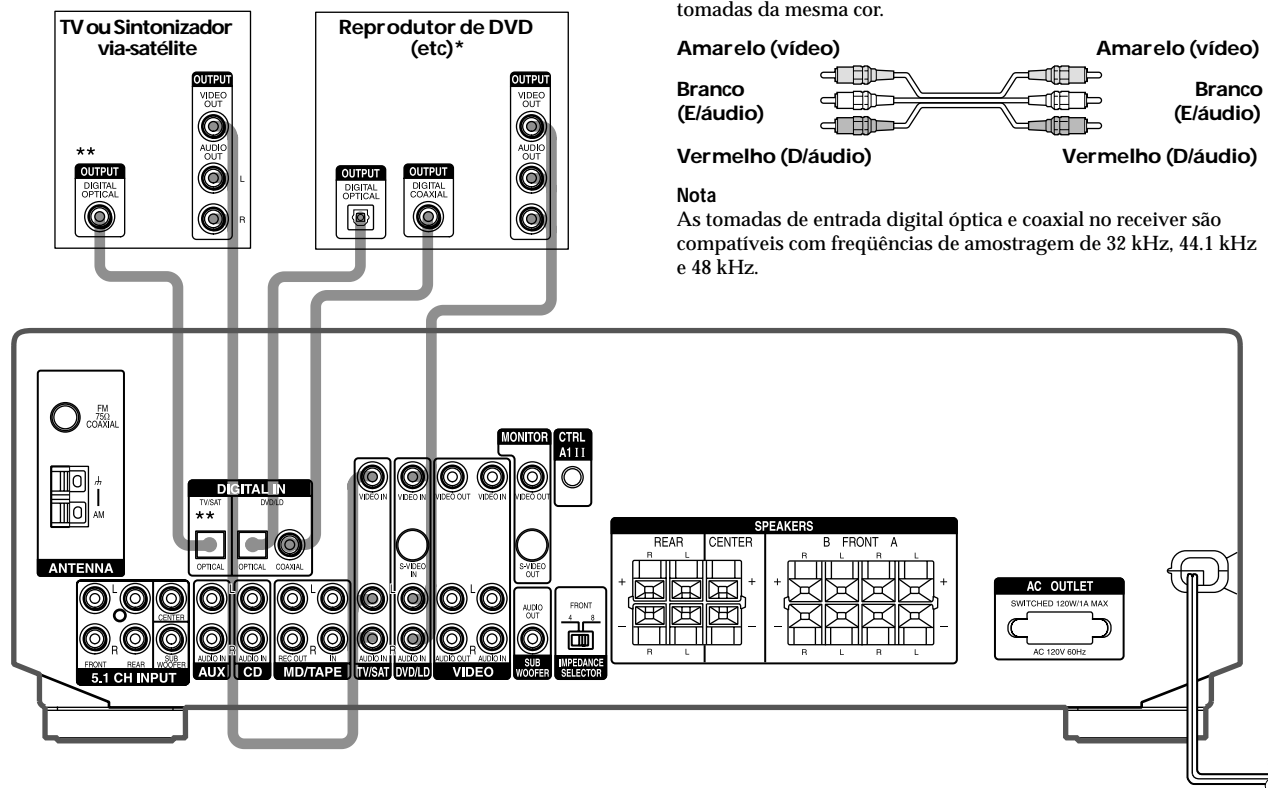 tomadas da mesma cor.
TV ou Sintonizador
via-satélite
Reprodutor de DVD
(etc)*
Amarelo (vídeo)
Amarelo (vídeo)
Branco
(E/áudio)
Branco
(E/áudio)
Vermelho (D/áudio)
Vermelho (D/áudio)
Nota
As tomadas de entrada digital óptica e coaxial no receiver são
compatíveis com freqüências de amostragem de 32 kHz, 44.1 kHz
e 48 kHz.
OUTPUT
VIDEO
OUT
AUDIO
OUT
L
R
**
OUTPUT
DIGITAL
OPTICAL
OUTPUT
DIGITAL
OPTICAL
OUTPUT
DIGITAL
COAXIAL
OUTPUT
VIDEO
OUT
AUDIO
OUT
FM
75Ω
COAXIAL
AM
ANTENNA
DIGITAL IN
TV/SAT
DVD/LD
**
OPTICAL
OPTICAL
COAXIAL
MONITOR
CTRL
A1 II
VIDEO IN
VIDEO IN
VIDEO OUT
VIDEO IN
VIDEO OUT
S-VIDEO
IN
S-VIDEO
OUT
L
CENTER
L
L
L
L
R
R
R
R
R
FRONT
REAR
SUB
WOOFER
AUDIO IN
AUDIO IN
REC OUT
IN
AUDIO IN
AUDIO IN
AUDIO OUT
AUDIO IN
5.1 CH INPUT
AUX
CD
MD/TAPE
TV/SAT
DVD/LD
VIDEO
AUDIO
OUT
SUB
WOOFER
FRONT
4 8
IMPEDANCE
SELECTOR
SPEAKERS
REAR
CENTER
B FRONT A
R L
R L R L
+ +
+ +
– –
– –
R L
R L R L
AC OUTLET
SWITCHED 120W/1A MAX
AC 120V 60Hz